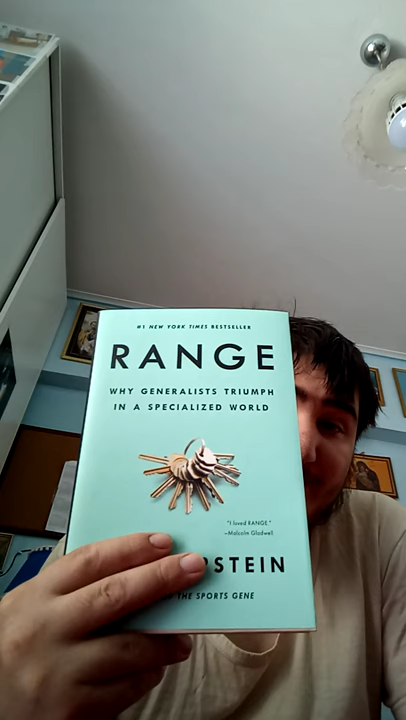 #1 NEW YORK TIMES BESTSELLER
RANGE
WHY GENERALISTS TRIUMPH
IN A SPECIALIZED WORLD
"I loved RANGE."
—Malcolm Gladwell
PSTEIN
THE SPORTS GENE